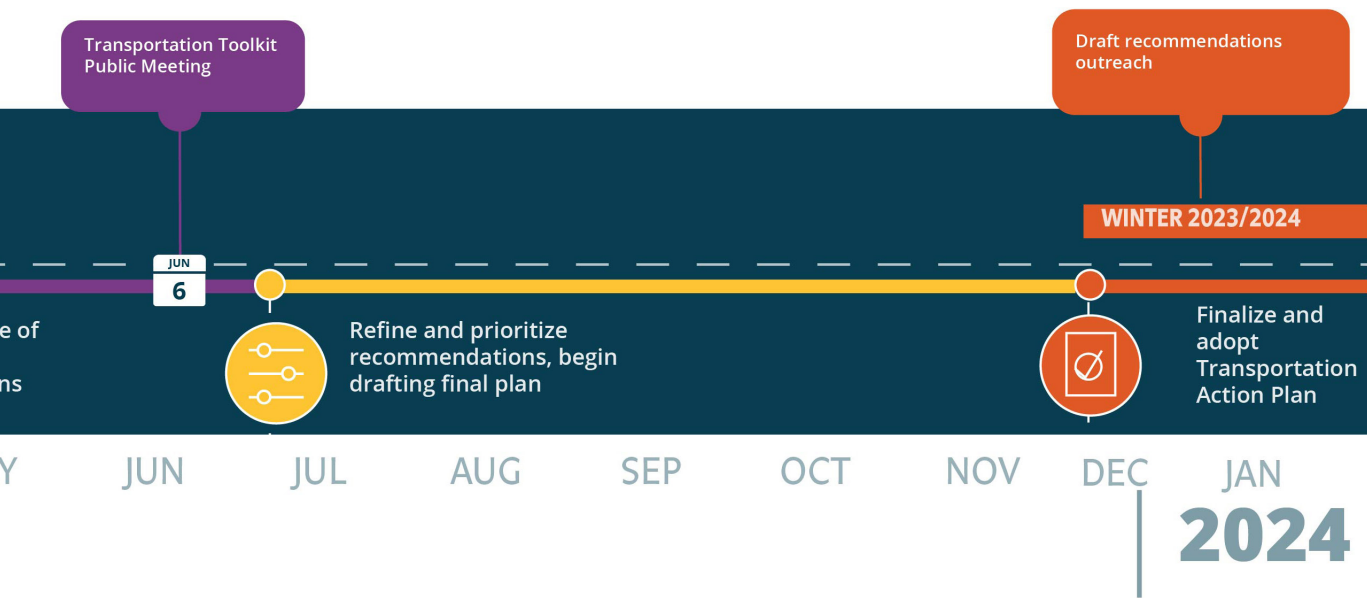 Transportation Toolkit
Public Meeting
Draft recommendations
outreach
WINTER 2023/2024
JUN
6
e of
ns
Refine and prioritize
recommendations, begin
drafting final plan
Finalize and
adopt
Transportation
Action Plan
Y
JUN
JUL
AUG
SEP
OCT
NOV
DEC
JAN
2024